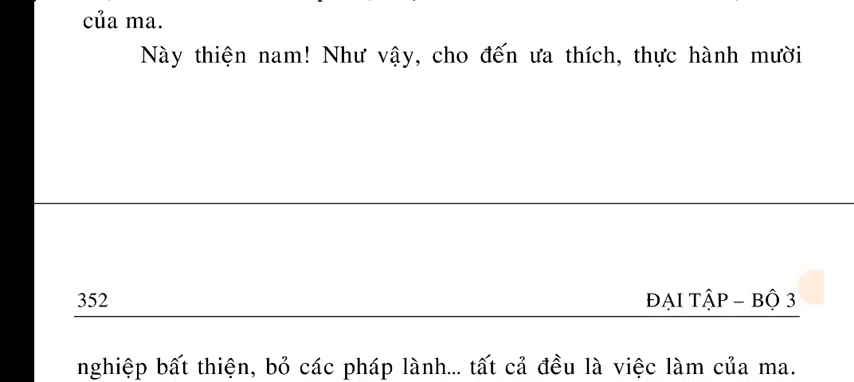 của ma.
Này thiện nam! Như vậy, cho đến ưa thích, thực hành mười
352 ĐẠI TẬP – BỘ 3
nghiệp bất thiện, bỏ các pháp lành... tất cả đều là việc làm của ma.